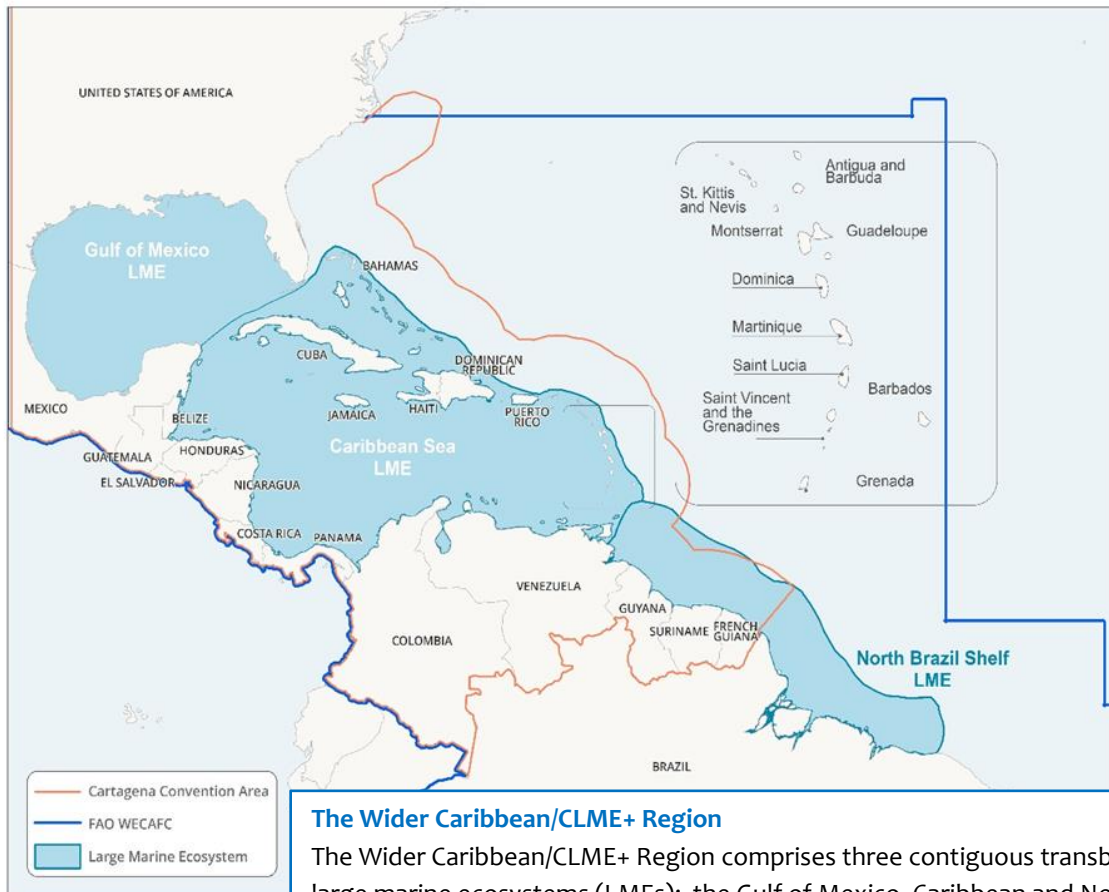 UNITED STATES OF AMERICA
Gulf of Mexico
LME
BAHAMAS
CUBA
DOMINICAN
REPUBLIC
MEXICO
BELIZE
JAMAICA
HAITI
PUERTO
RICO
Caribbean Sea
LME
GUATEMALA
HONDURAS
EL SALVADOR
NICARAGUA
COSTA RICA
PANAMA
VENEZUELA
GUYANA
COLOMBIA
SURINAME
FRENCH
GUIANA
North Brazil Shelf
LME
BRAZIL
Antigua and
Barbuda
St. Kittis
and Nevis
Montserrat
Guadeloupe
Dominica
Martinique
Saint Lucia
Barbados
Saint Vincent
and the
Grenadines
Grenada
Cartagena Convention Area
FAO WECAFC
Large Marine Ecosystem
The Wider Caribbean/CLME+ Region
The Wider Caribbean/CLME+ Region comprises three contiguous